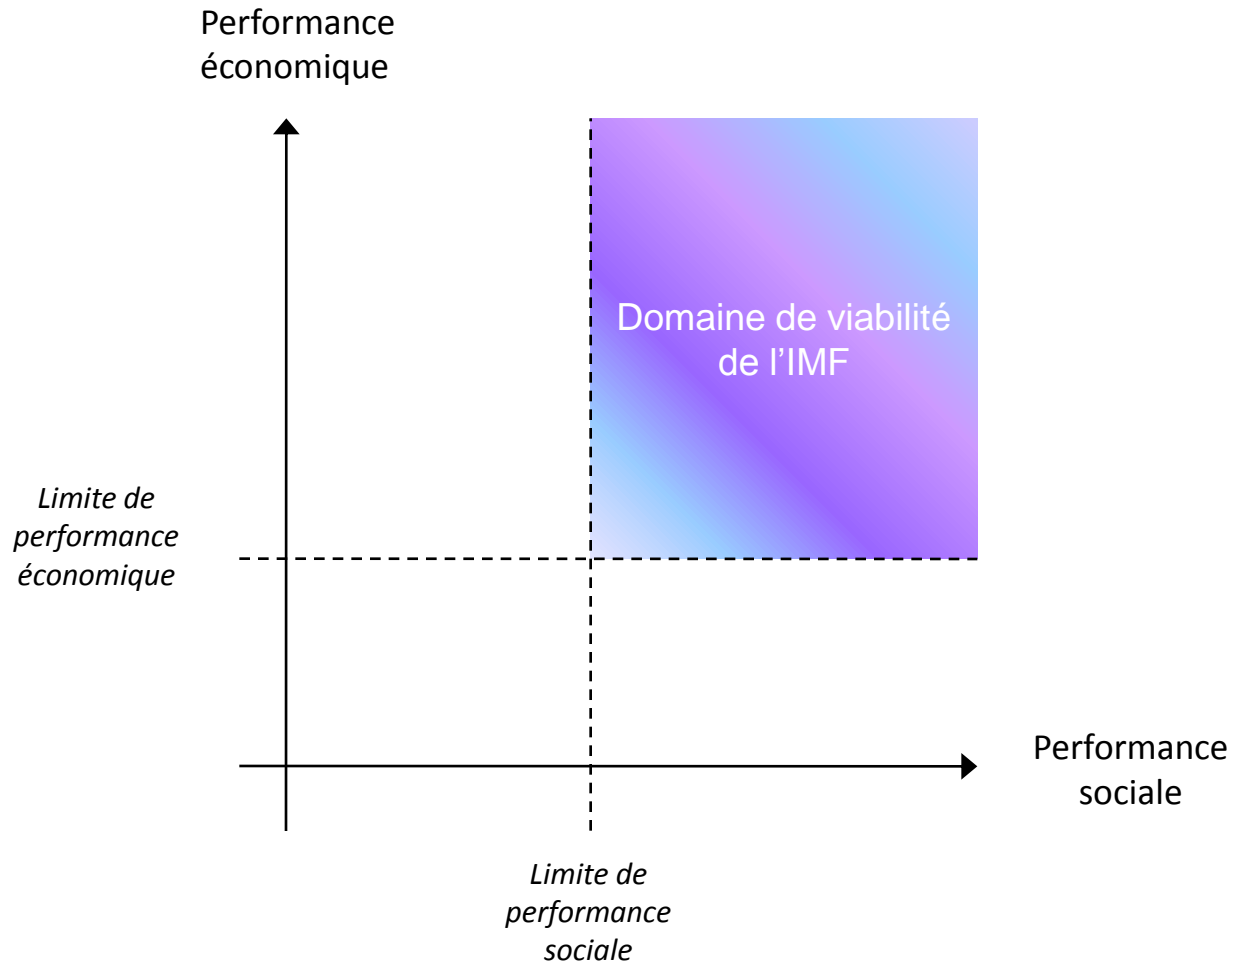 Performance
économique
Domaine de viabilité
de l’IMF
Limite de
performance
économique
Performance
sociale
Limite de
performance
sociale